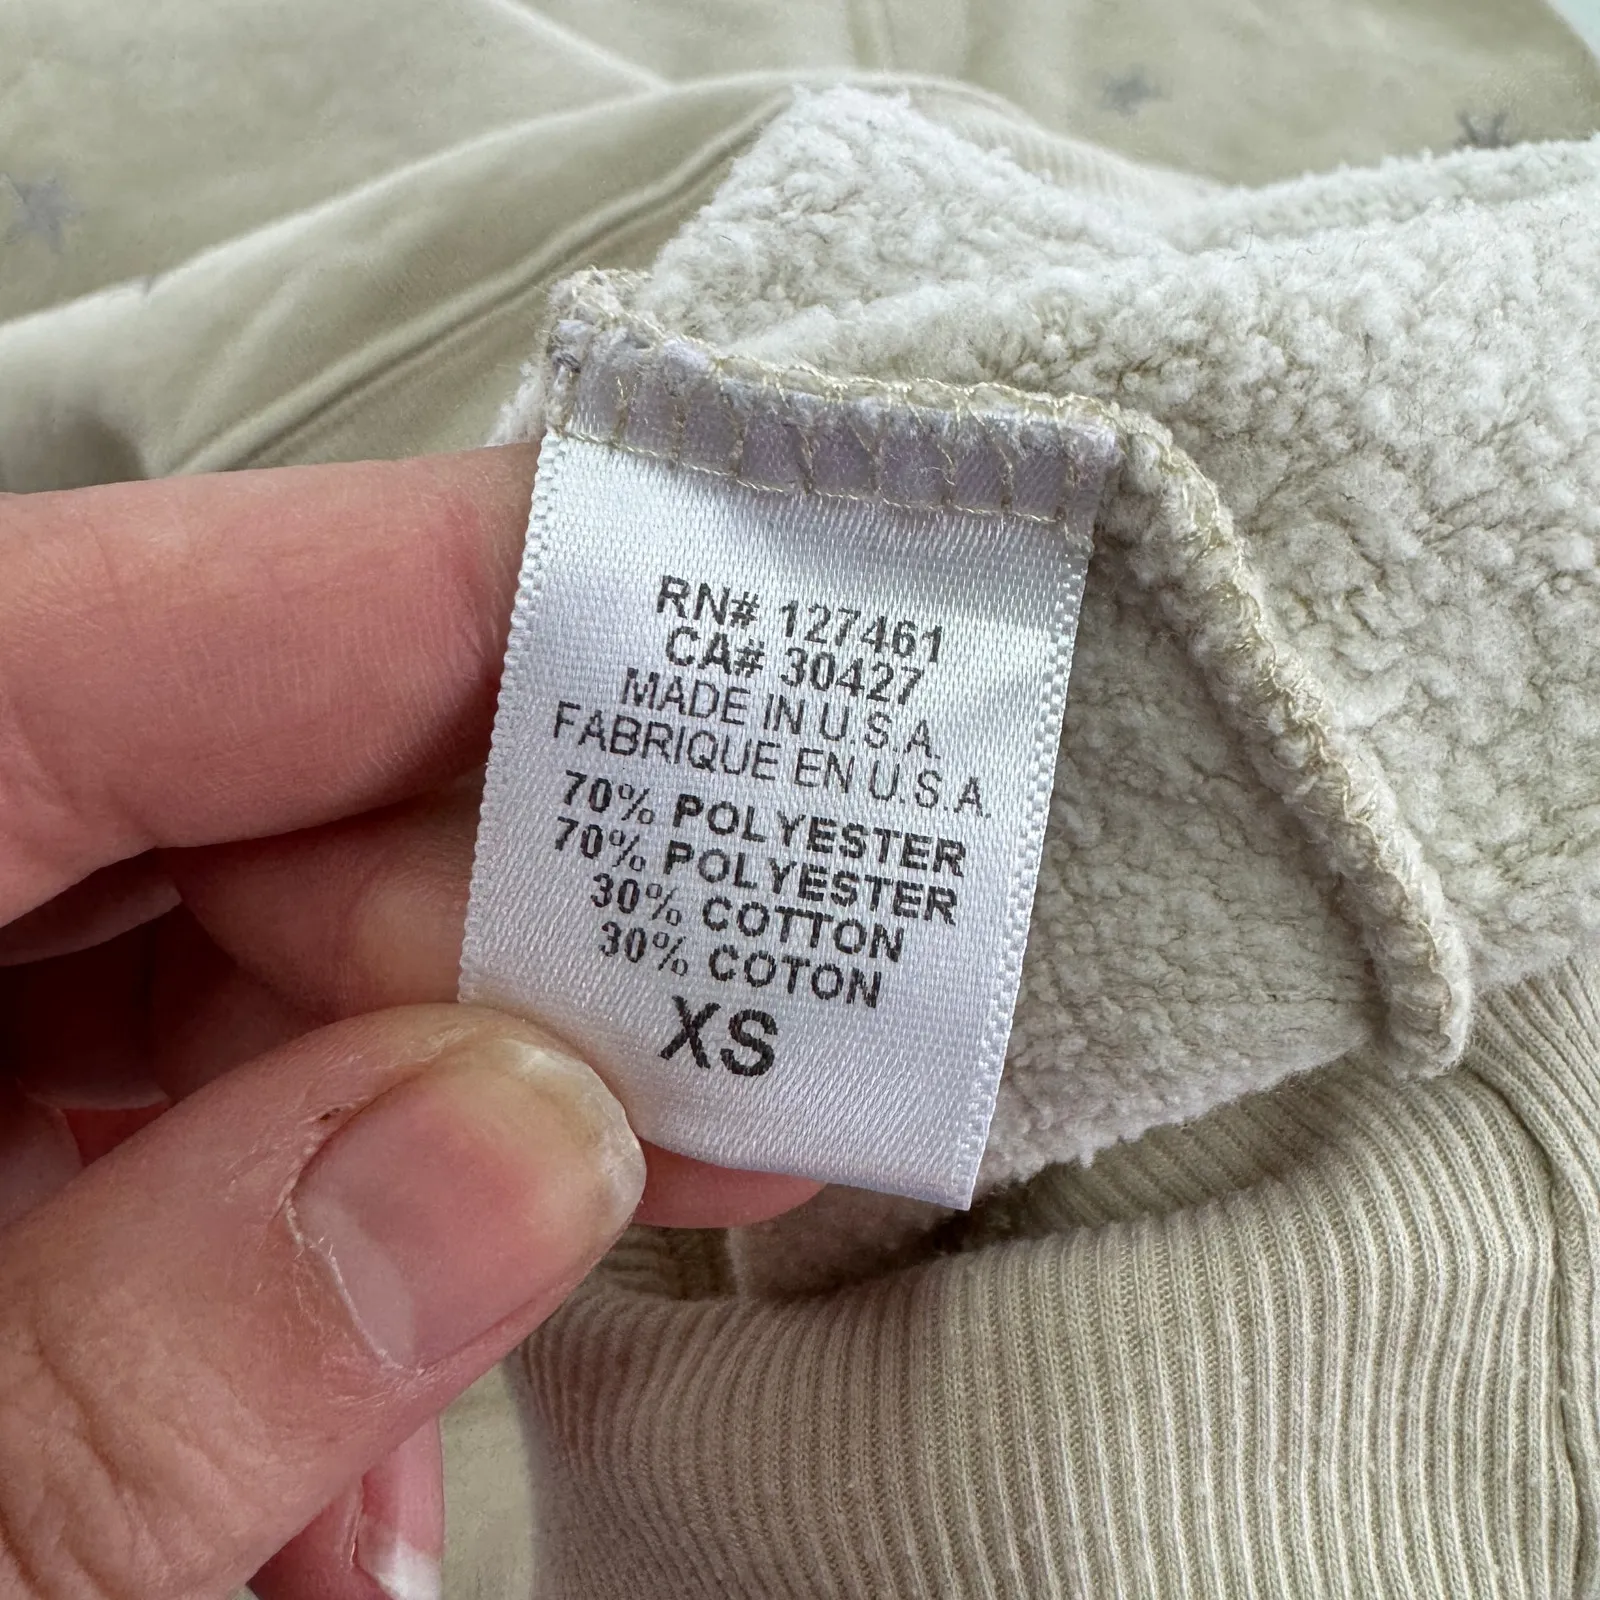 RN# 127461
CA# 30427
MADE IN U.S.A.
FABRIQUE EN U.S.A.
70% POLYESTER
70% POLYESTER
30% COTTON
30% COTON
XS